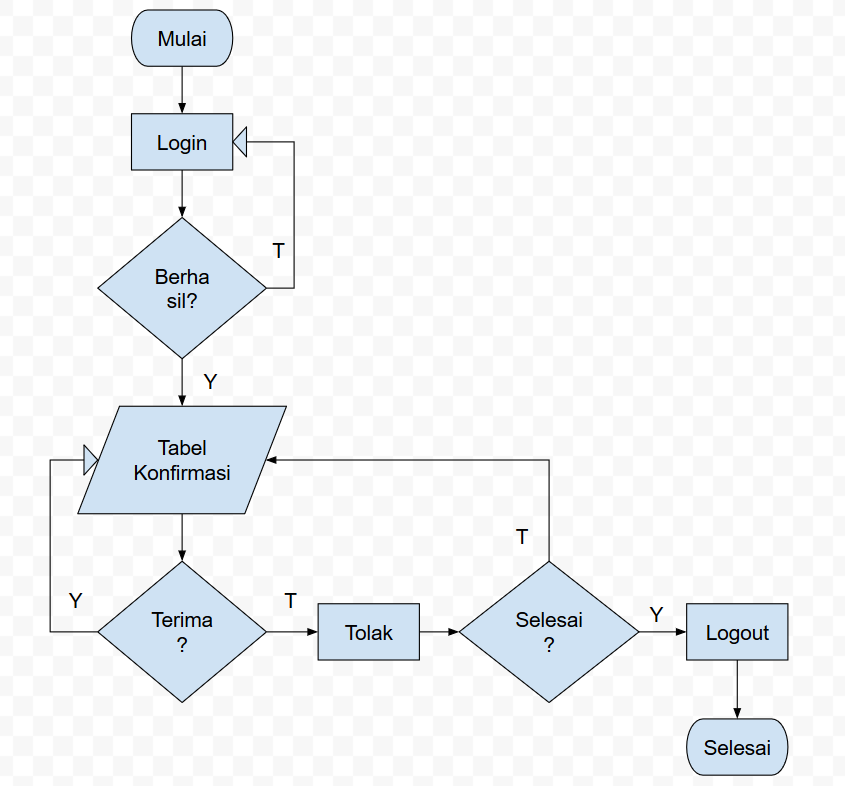 Mulai
Login
T
Berha
sil?
Y
Tabel
Konfirmasi
T
Y
Terima
?
T
Tolak
Selesai
?
Y
Logout
Selesai